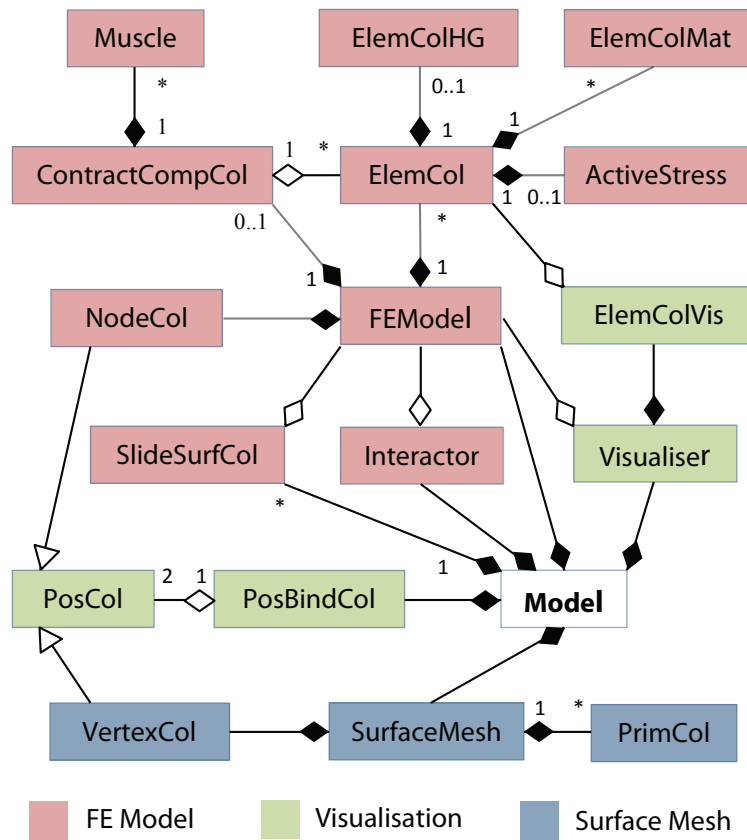 Muscle
ElemColHG
ElemColMat
*
0..1
*
1
1
1
ContractCompCol
1
*
ElemCol
1
0..1
ActiveStress
0..1
*
1
1
NodeCol
FEModel
ElemColVis
SlideSurfCol
Interactor
Visualiser
*
PosCol
2
1
PosBindCol
1
Model
VertexCol
SurfaceMesh
1
*
PrimCol
FE Model
Visualisation
Surface Mesh